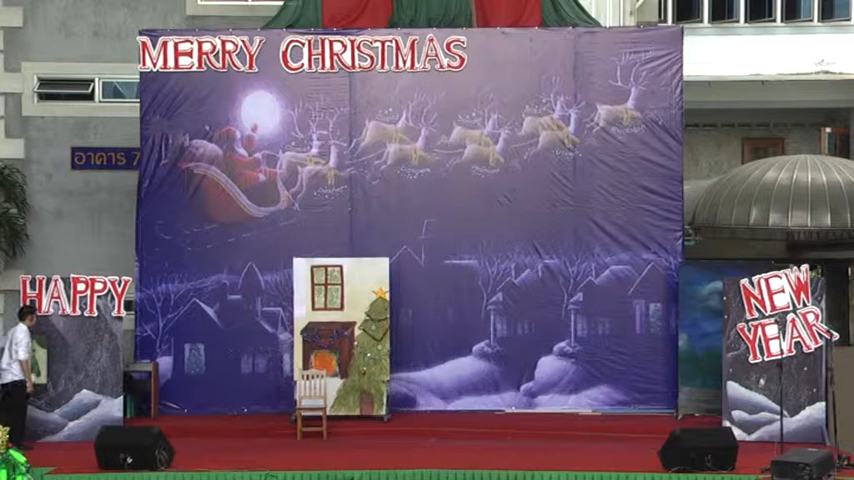 MERRY CHRISTMAS
อาคาร 7
HAPPY
NEW
YEAR